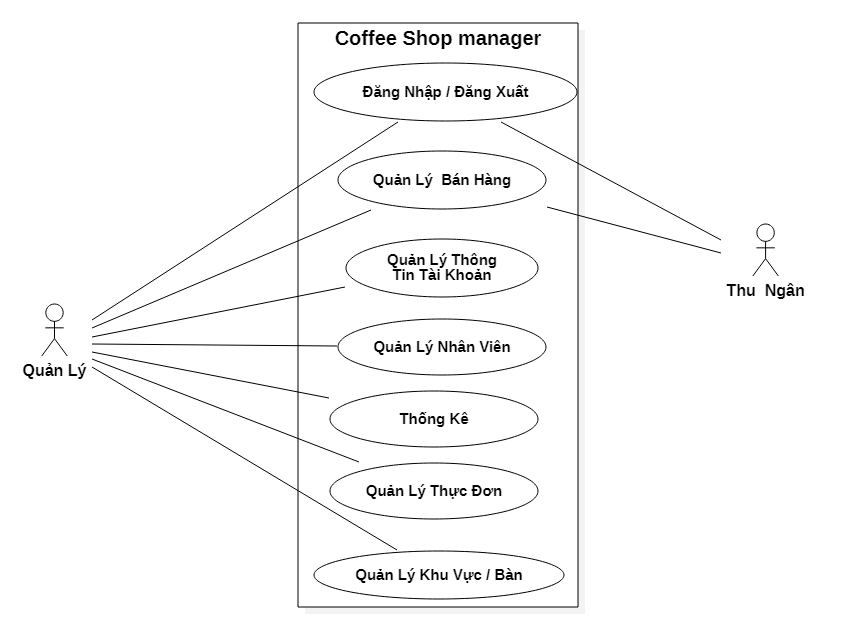 Coffee Shop manager
Đăng Nhập / Đăng Xuất
Quản Lý  Bán Hàng
Quản Lý Thông
Tin Tài Khoản
Thu  Ngân
Quản Lý Nhân Viên
Quản Lý
Thống Kê
Quản Lý Thực Đơn
Quản Lý Khu Vực / Bàn